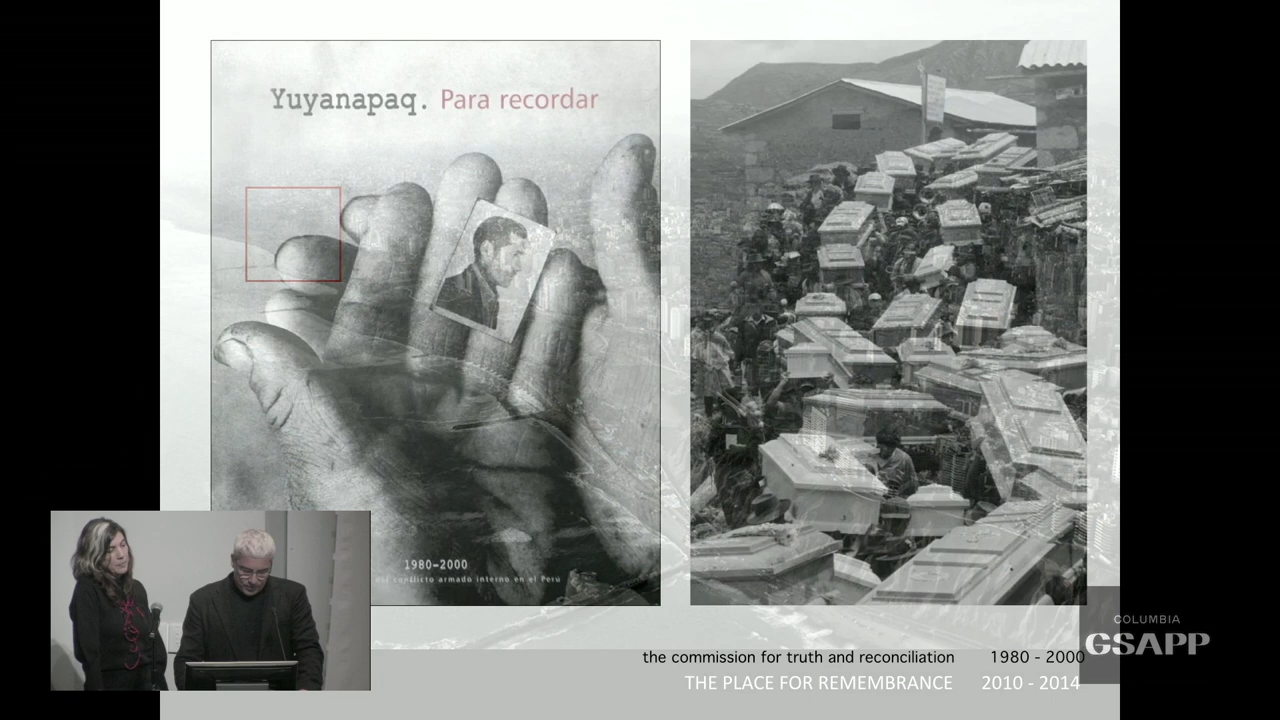 Yuyanapaq. Para recordar
1980-2000
del conflicto armado interno en el Perú
the commission for truth and reconciliation 1980 - 2000
THE PLACE FOR REMEMBRANCE 2010 - 2014
COLUMBIA
GSAPP